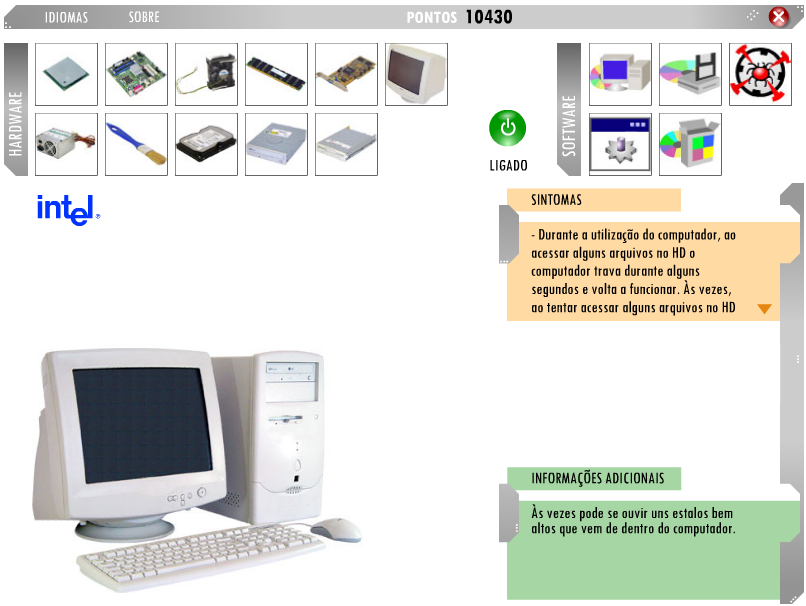 IDIOMAS SOBRE PONTOS 10430
HARDWARE
SOFTWARE
LIGADO
intel
SINTOMAS
- Durante a utilização do computador, ao
acessar alguns arquivos no HD o
computador trava durante alguns
segundos e volta a funcionar. Às vezes,
ao tentar acessar alguns arquivos no HD
INFORMAÇÕES ADICIONAIS
Às vezes pode se ouvir uns estalos bem
altos que vem de dentro do computador.